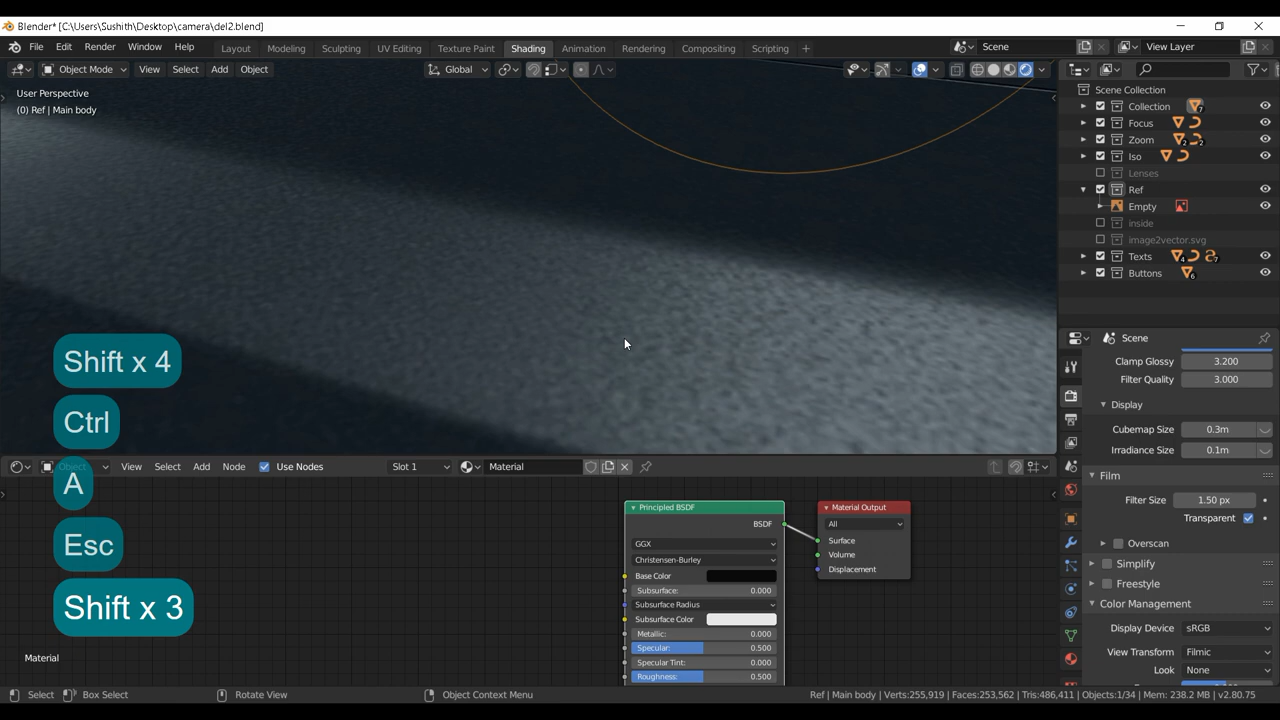 Blender* [C:\Users\Sushith\Desktop\camera\del2.blend]
File Edit Render Window Help Layout Modeling Sculpting UV Editing Texture Paint Shading Animation Rendering Compositing Scripting + Scene View Layer
Object Mode View Select Add Object Global
User Perspective
(0) Ref | Main body
Scene Collection
Collection 7
Focus
Zoom 2 2
Iso
Lenses
Ref
Empty
inside
image2vector.svg
Texts 4 7
Buttons 6
Scene
Clamp Glossy 3.200
Filter Quality 3.000
Display
Cubemap Size 0.3m
Irradiance Size 0.1m
Film
Filter Size 1.50 px
Transparent
Overscan
Simplify
Freestyle
Color Management
Display Device sRGB
View Transform Filmic
Look None
Shift x 4
Ctrl
A
Esc
Shift x 3
Object View Select Add Node Use Nodes Slot 1 Material
Principled BSDF
BSDF
GGX
Christensen-Burley
Base Color
Subsurface: 0.000
Subsurface Radius
Subsurface Color
Metallic: 0.000
Specular: 0.500
Specular Tint: 0.000
Roughness: 0.500
Material Output
All
Surface
Volume
Displacement
Material
Select Box Select Rotate View Object Context Menu Ref | Main body | Verts:255,919 | Faces:253,562 | Tris:486,411 | Objects:1/34 | Mem: 238.2 MB | v2.80.75